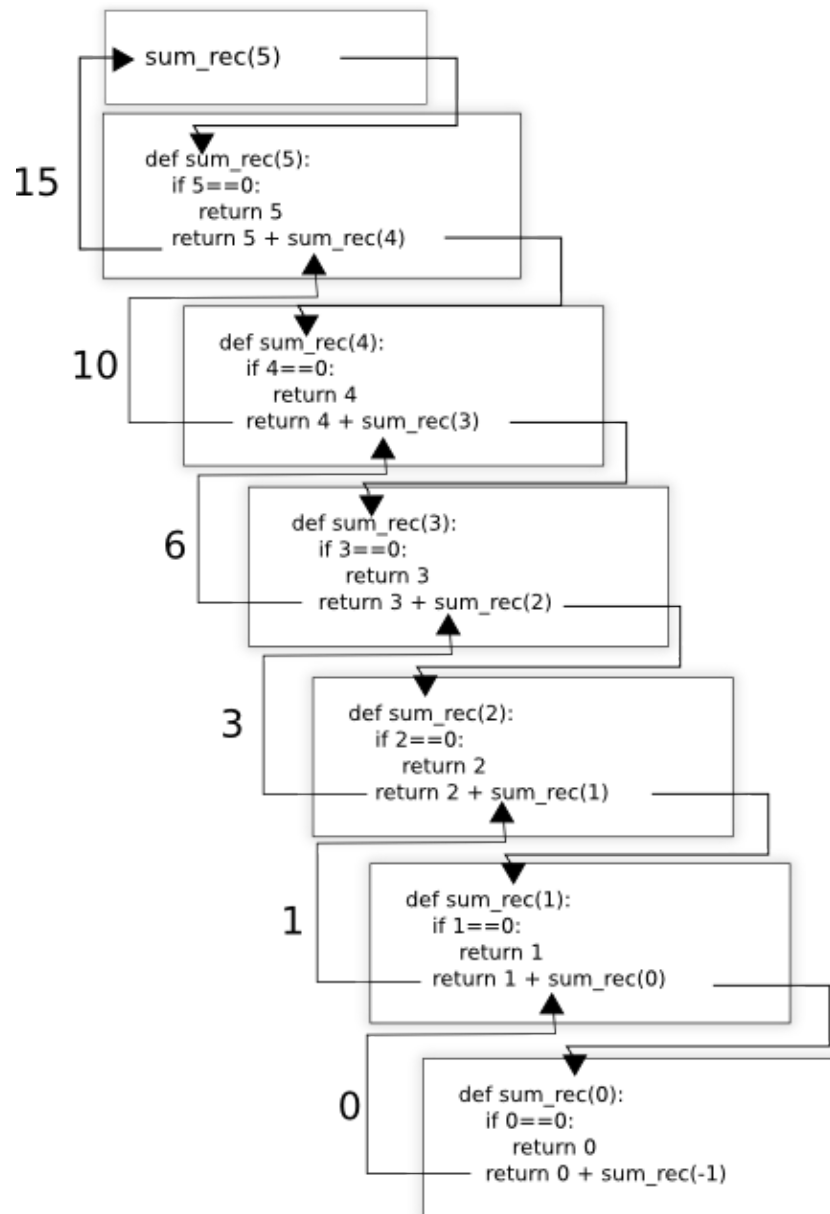 sum_rec(5)
15
def sum_rec(5):
if 5==0:
return 5
return 5 + sum_rec(4)
10
def sum_rec(4):
if 4==0:
return 4
return 4 + sum_rec(3)
6
def sum_rec(3):
if 3==0:
return 3
return 3 + sum_rec(2)
3
def sum_rec(2):
if 2==0:
return 2
return 2 + sum_rec(1)
1
def sum_rec(1):
if 1==0:
return 1
return 1 + sum_rec(0)
0
def sum_rec(0):
if 0==0:
return 0
return 0 + sum_rec(-1)